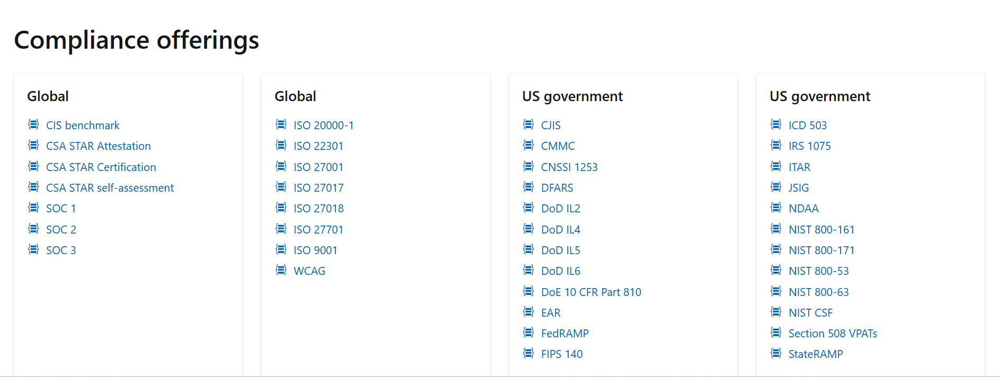 Compliance offerings
Global
CIS benchmark
CSA STAR Attestation
CSA STAR Certification
CSA STAR self-assessment
SOC 1
SOC 2
SOC 3
Global
ISO 20000-1
ISO 22301
ISO 27001
ISO 27017
ISO 27018
ISO 27701
ISO 9001
WCAG
US government
CJIS
CMMC
CNSSI 1253
DFARS
DoD IL2
DoD IL4
DoD IL5
DoD IL6
DoE 10 CFR Part 810
EAR
FedRAMP
FIPS 140
US government
ICD 503
IRS 1075
ITAR
JSIG
NDAA
NIST 800-161
NIST 800-171
NIST 800-53
NIST 800-63
NIST CSF
Section 508 VPATs
StateRAMP